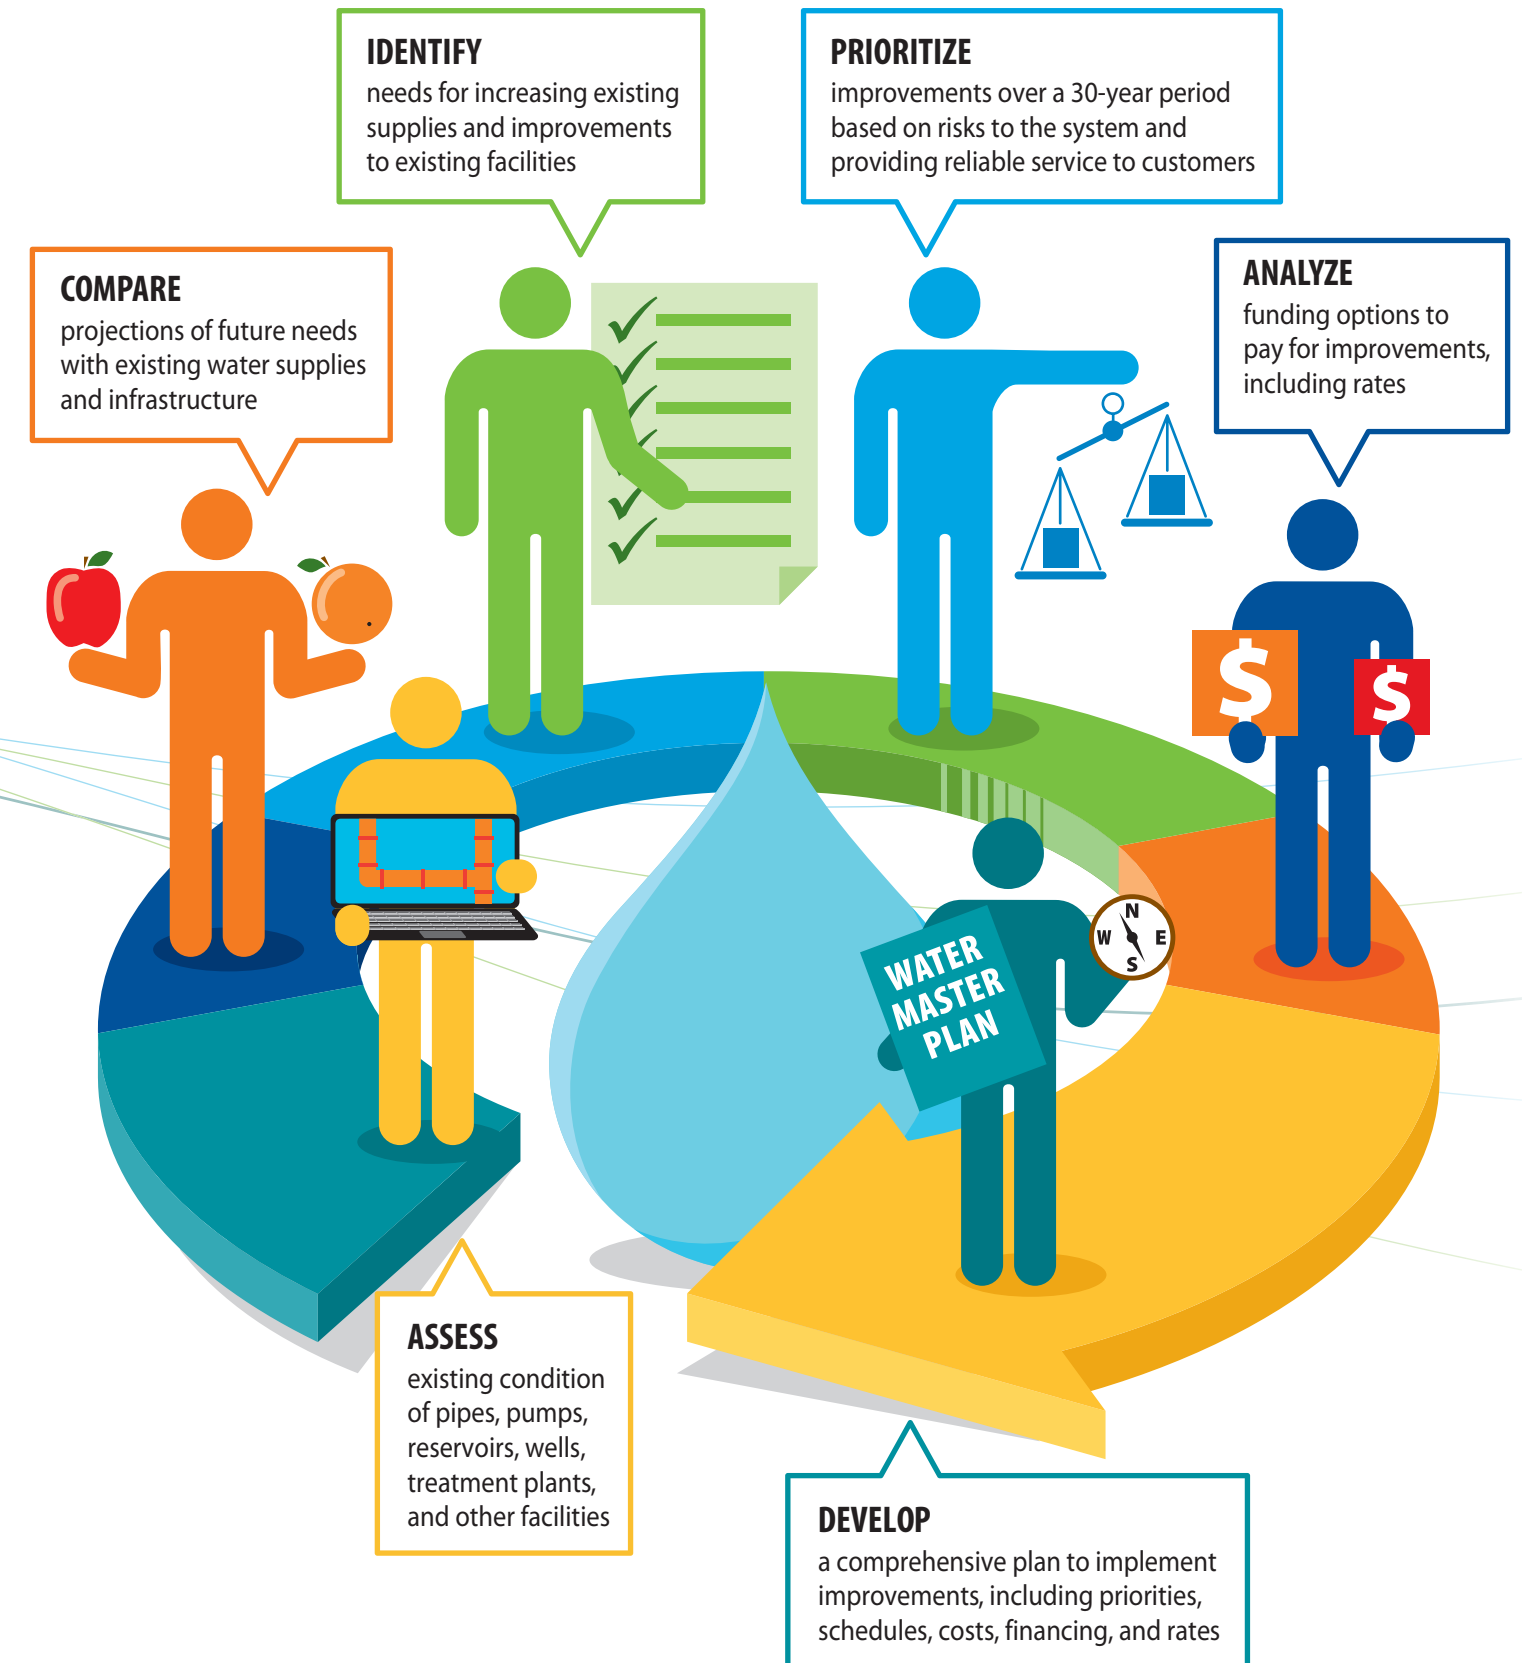 IDENTIFY
needs for increasing existing
supplies and improvements
to existing facilities
PRIORITIZE
improvements over a 30-year period
based on risks to the system and
providing reliable service to customers
COMPARE
projections of future needs
with existing water supplies
and infrastructure
ANALYZE
funding options to
pay for improvements,
including rates
$
$
N
W E
S
WATER
MASTER
PLAN
ASSESS
existing condition
of pipes, pumps,
reservoirs, wells,
treatment plants,
and other facilities
DEVELOP
a comprehensive plan to implement
improvements, including priorities,
schedules, costs, financing, and rates